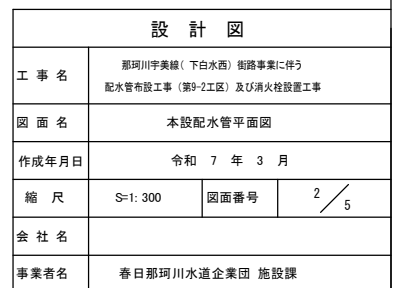 設 計 図
工 事 名
那珂川宇美線( 下白水西) 街路事業に伴う
配水管布設工事（第9-2工区）及び消火栓設置工事
図 面 名
本設配水管平面図
作成年月日
令和 7 年 3 月
縮 尺
S=1: 300
図面番号
2/5
会 社 名
事業者名
春日那珂川水道企業団 施設課